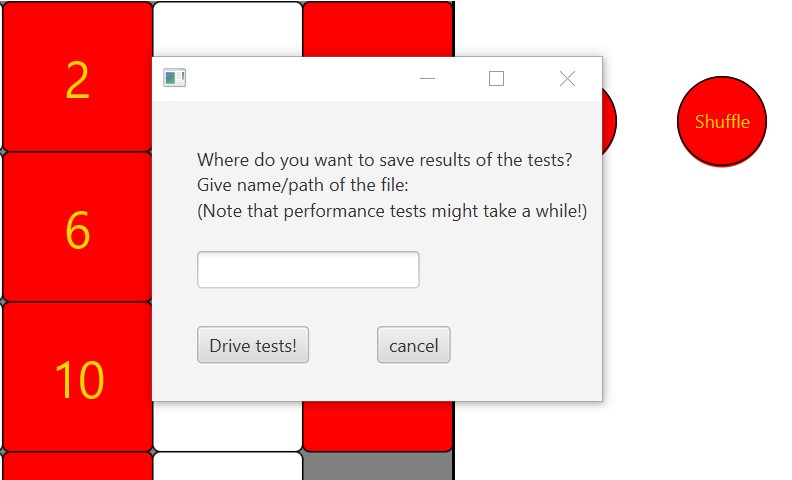 2
Shuffle
Where do you want to save results of the tests?
Give name/path of the file:
(Note that performance tests might take a while!)
6
Drive tests!
cancel
10